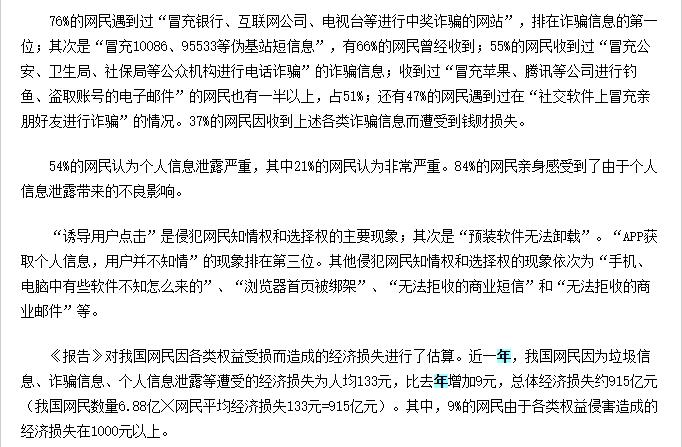 76%的网民遇到过“冒充银行、互联网公司、电视台等进行中奖诈骗的网站”，排在诈骗信息的第一
位；其次是“冒充10086、95533等伪基站短信息”，有66%的网民曾经收到；55%的网民收到过“冒充公
安、卫生局、社保局等公众机构进行电话诈骗”的诈骗信息；收到过“冒充苹果、腾讯等公司进行钓
鱼、盗取账号的电子邮件”的网民也有一半以上，占51%；还有47%的网民遇到过在“社交软件上冒充亲
朋好友进行诈骗”的情况。37%的网民因收到上述各类诈骗信息而遭受到钱财损失。
54%的网民认为个人信息泄露严重，其中21%的网民认为非常严重。84%的网民亲身感受到了由于个人
信息泄露带来的不良影响。
“诱导用户点击”是侵犯网民知情权和选择权的主要现象；其次是“预装软件无法卸载”。“APP获
取个人信息，用户并不知情”的现象排在第三位。其他侵犯网民知情权和选择权的现象依次为“手机、
电脑中有些软件不知怎么来的”、“浏览器首页被绑架”、“无法拒收的商业短信”和“无法拒收的商
业邮件”等。
《报告》对我国网民因各类权益受损而造成的经济损失进行了估算。近一年，我国网民因为垃圾信
息、诈骗信息、个人信息泄露等遭受的经济损失为人均133元，比去年增加9元，总体经济损失约915亿元
（我国网民数量6.88亿╳网民平均经济损失133元=915亿元）。其中，9%的网民由于各类权益侵害造成的
经济损失在1000元以上。